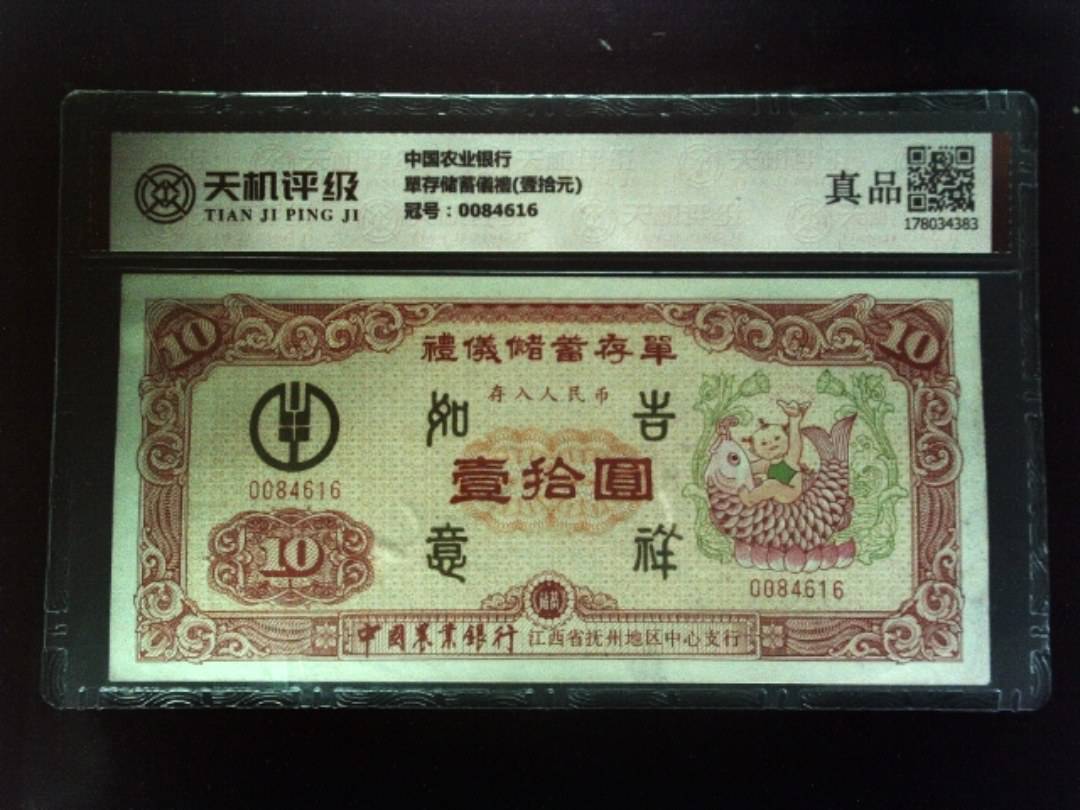 天机评级
TIAN JI PING JI
中国农业银行
單存储蓄儀禮(壹拾元)
冠号：0084616
真品
178034383
10
10
禮儀儲蓄存單
存入人民币
如 吉
壹拾圓
意 祥
0084616
10
0084616
中國農業銀行 江西省抚州地区中心支行